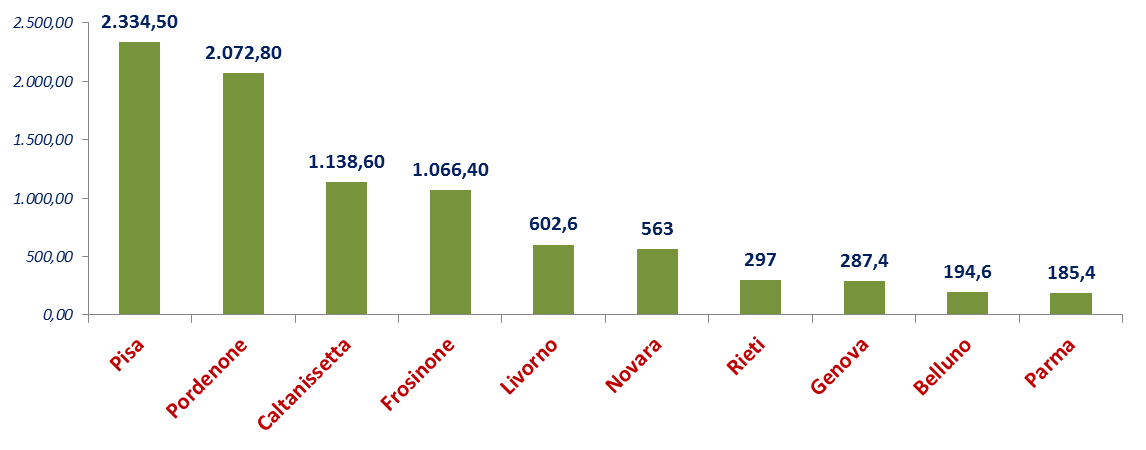 2.500,00
2.000,00
1.500,00
1.000,00
500,00
0,00
2.334,50
2.072,80
1.138,60
1.066,40
602,6
563
297
287,4
194,6
185,4
Pisa
Pordenone
Caltanissetta
Frosinone
Livorno
Novara
Rieti
Genova
Belluno
Parma